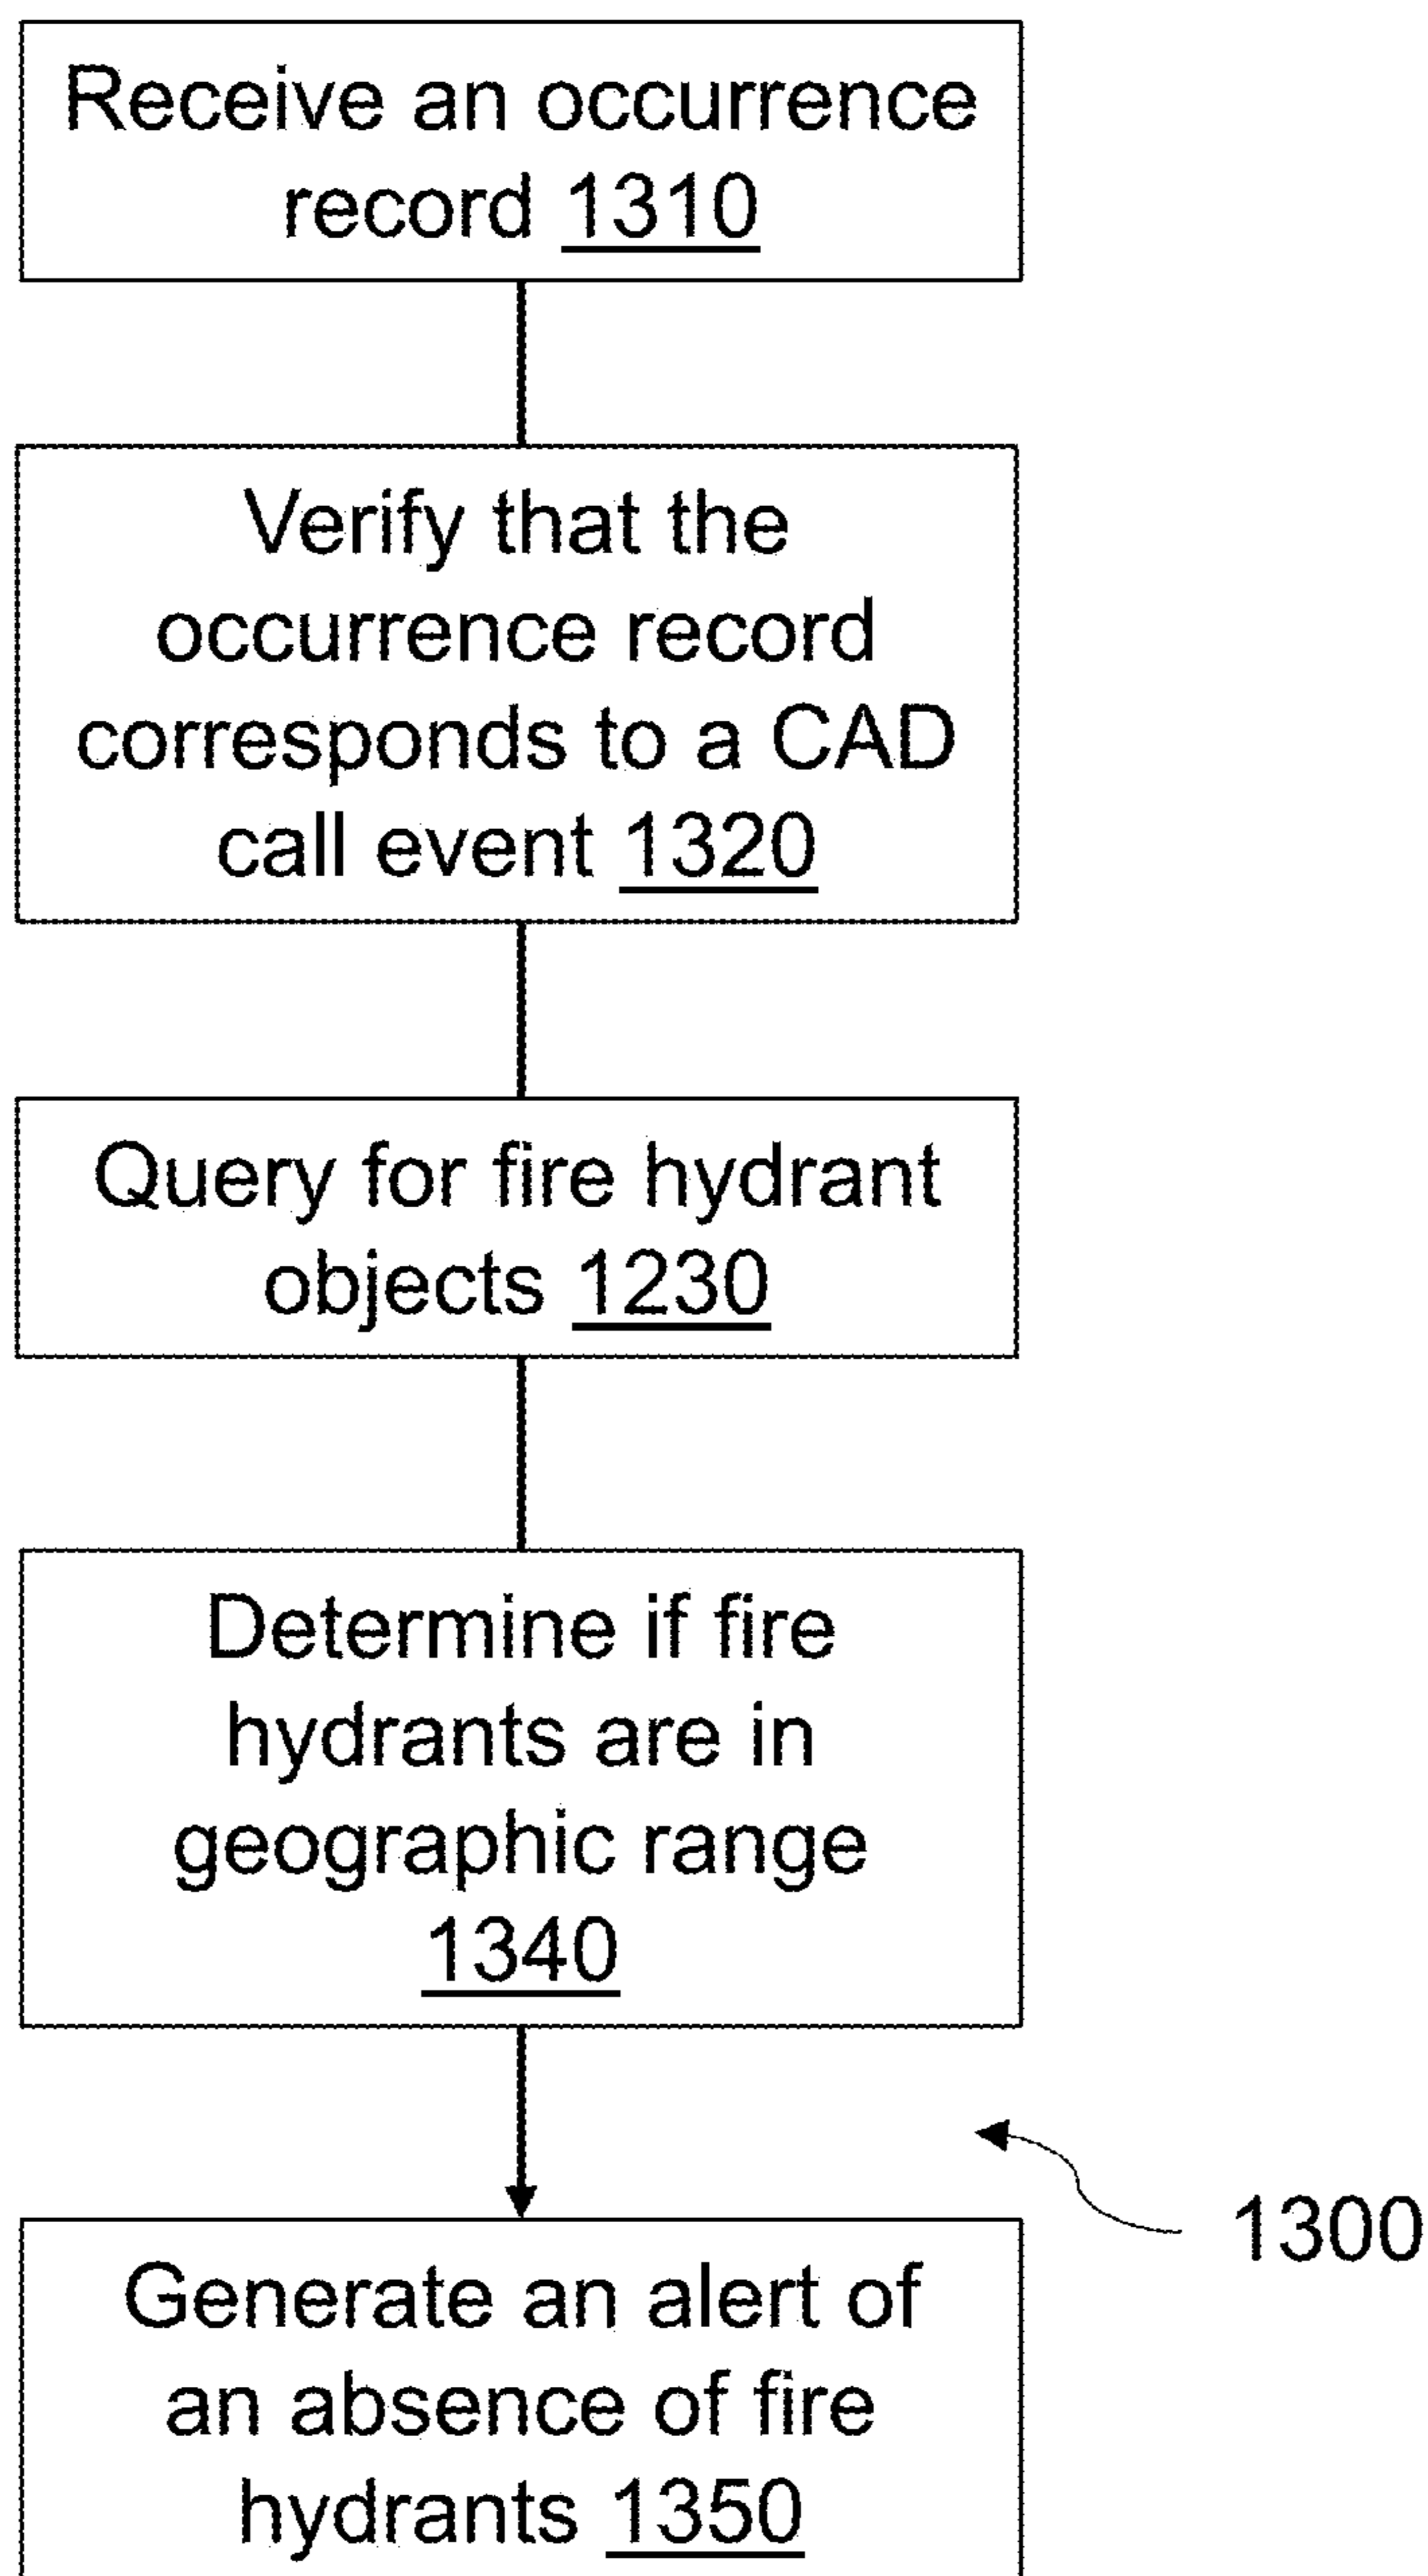 Receive an occurrence
record 1310
Verify that the
occurrence record
corresponds to a CAD
call event 1320
Query for fire hydrant
objects 1230
Determine if fire
hydrants are in
geographic range
1340
1300
Generate an alert of
an absence of fire
hydrants 1350